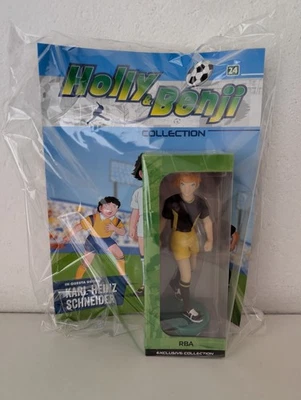 24
Holly & Benji
COLLECTION
KARL-HEINZ
SCHNEIDER
RBA
EXCLUSIVE COLLECTION